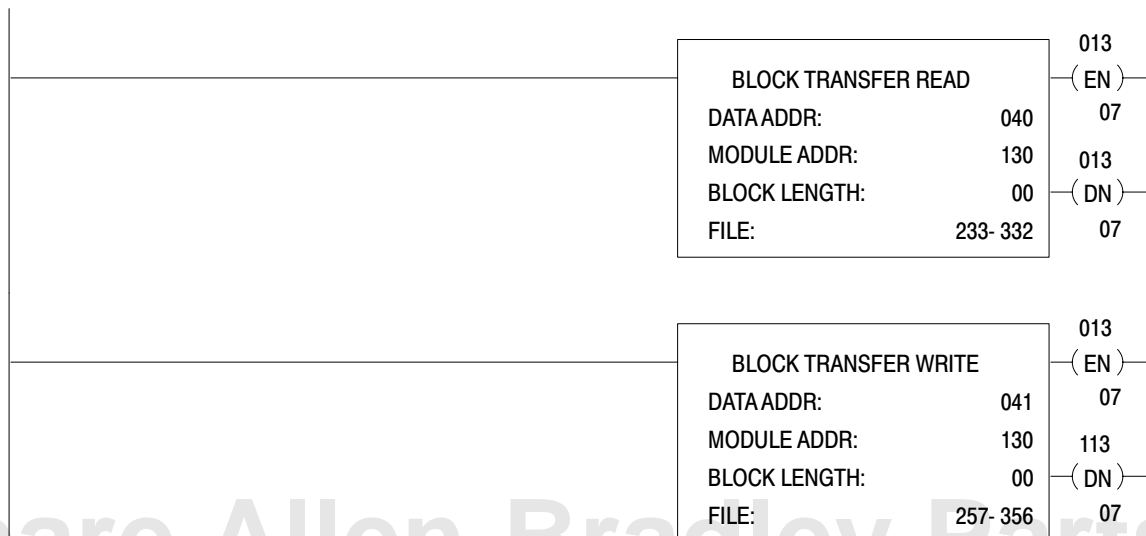 013
BLOCK TRANSFER READ
EN
DATA ADDR: 040
07
MODULE ADDR: 130
013
BLOCK LENGTH: 00
DN
FILE: 233- 332
07
013
BLOCK TRANSFER WRITE
EN
DATA ADDR: 041
07
MODULE ADDR: 130
113
BLOCK LENGTH: 00
DN
FILE: 257- 356
07
Allen Bradley